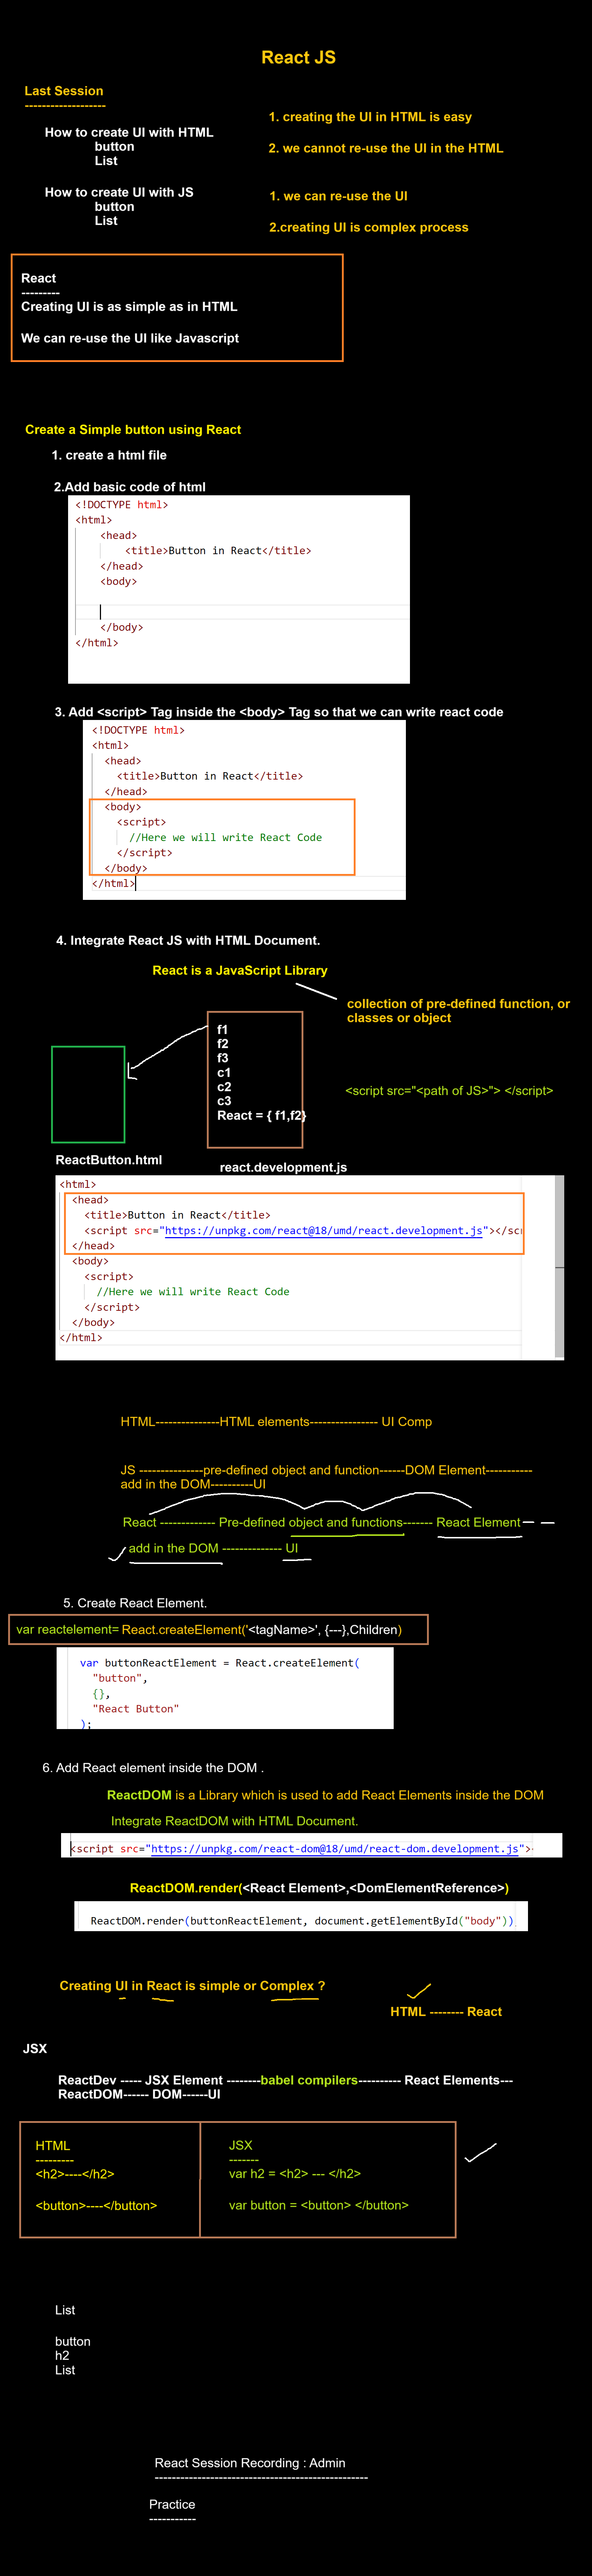 React JS
Last Session
-------------------
How to create UI with HTML
button
List
1. creating the UI in HTML is easy
2. we cannot re-use the UI in the HTML
How to create UI with JS
button
List
1. we can re-use the UI
2.creating UI is complex process
React
---------
Creating UI is as simple as in HTML
We can re-use the UI like Javascript
Create a Simple button using React
1. create a html file
2.Add basic code of html
<!DOCTYPE html>
<html>
<head>
<title>Button in React</title>
</head>
<body>
</body>
</html>
3. Add <script> Tag inside the <body> Tag so that we can write react code
<!DOCTYPE html>
<html>
<head>
<title>Button in React</title>
</head>
<body>
<script>
//Here we will write React Code
</script>
</body>
</html>
4. Integrate React JS with HTML Document.
React is a JavaScript Library
collection of pre-defined function, or
classes or object
f1
f2
f3
c1
c2
c3
React = { f1,f2}
<script src="<path of JS>"> </script>
ReactButton.html
react.development.js
<html>
<head>
<title>Button in React</title>
<script src="https://unpkg.com/react@18/umd/react.development.js"></scr
</head>
<body>
<script>
//Here we will write React Code
</script>
</body>
</html>
HTML---------------HTML elements---------------- UI Comp
JS ---------------pre-defined object and function------DOM Element-----------
add in the DOM----------UI
React ------------- Pre-defined object and functions------- React Element
add in the DOM -------------- UI
5. Create React Element.
var reactelement= React.createElement('<tagName>', {---},Children)
var buttonReactElement = React.createElement(
"button",
{},
"React Button"
);
6. Add React element inside the DOM .
ReactDOM is a Library which is used to add React Elements inside the DOM
Integrate ReactDOM with HTML Document.
<script src="https://unpkg.com/react-dom@18/umd/react-dom.development.js">
ReactDOM.render(<React Element>,<DomElementReference>)
ReactDOM.render(buttonReactElement, document.getElementById("body"))
Creating UI in React is simple or Complex ?
HTML -------- React
JSX
ReactDev ----- JSX Element --------babel compilers---------- React Elements---
ReactDOM------ DOM------UI
HTML
---------
<h2>----</h2>
<button>----</button>
JSX
-------
var h2 = <h2> --- </h2>
var button = <button> </button>
List
button
h2
List
React Session Recording : Admin
--------------------------------------------------
Practice
-----------